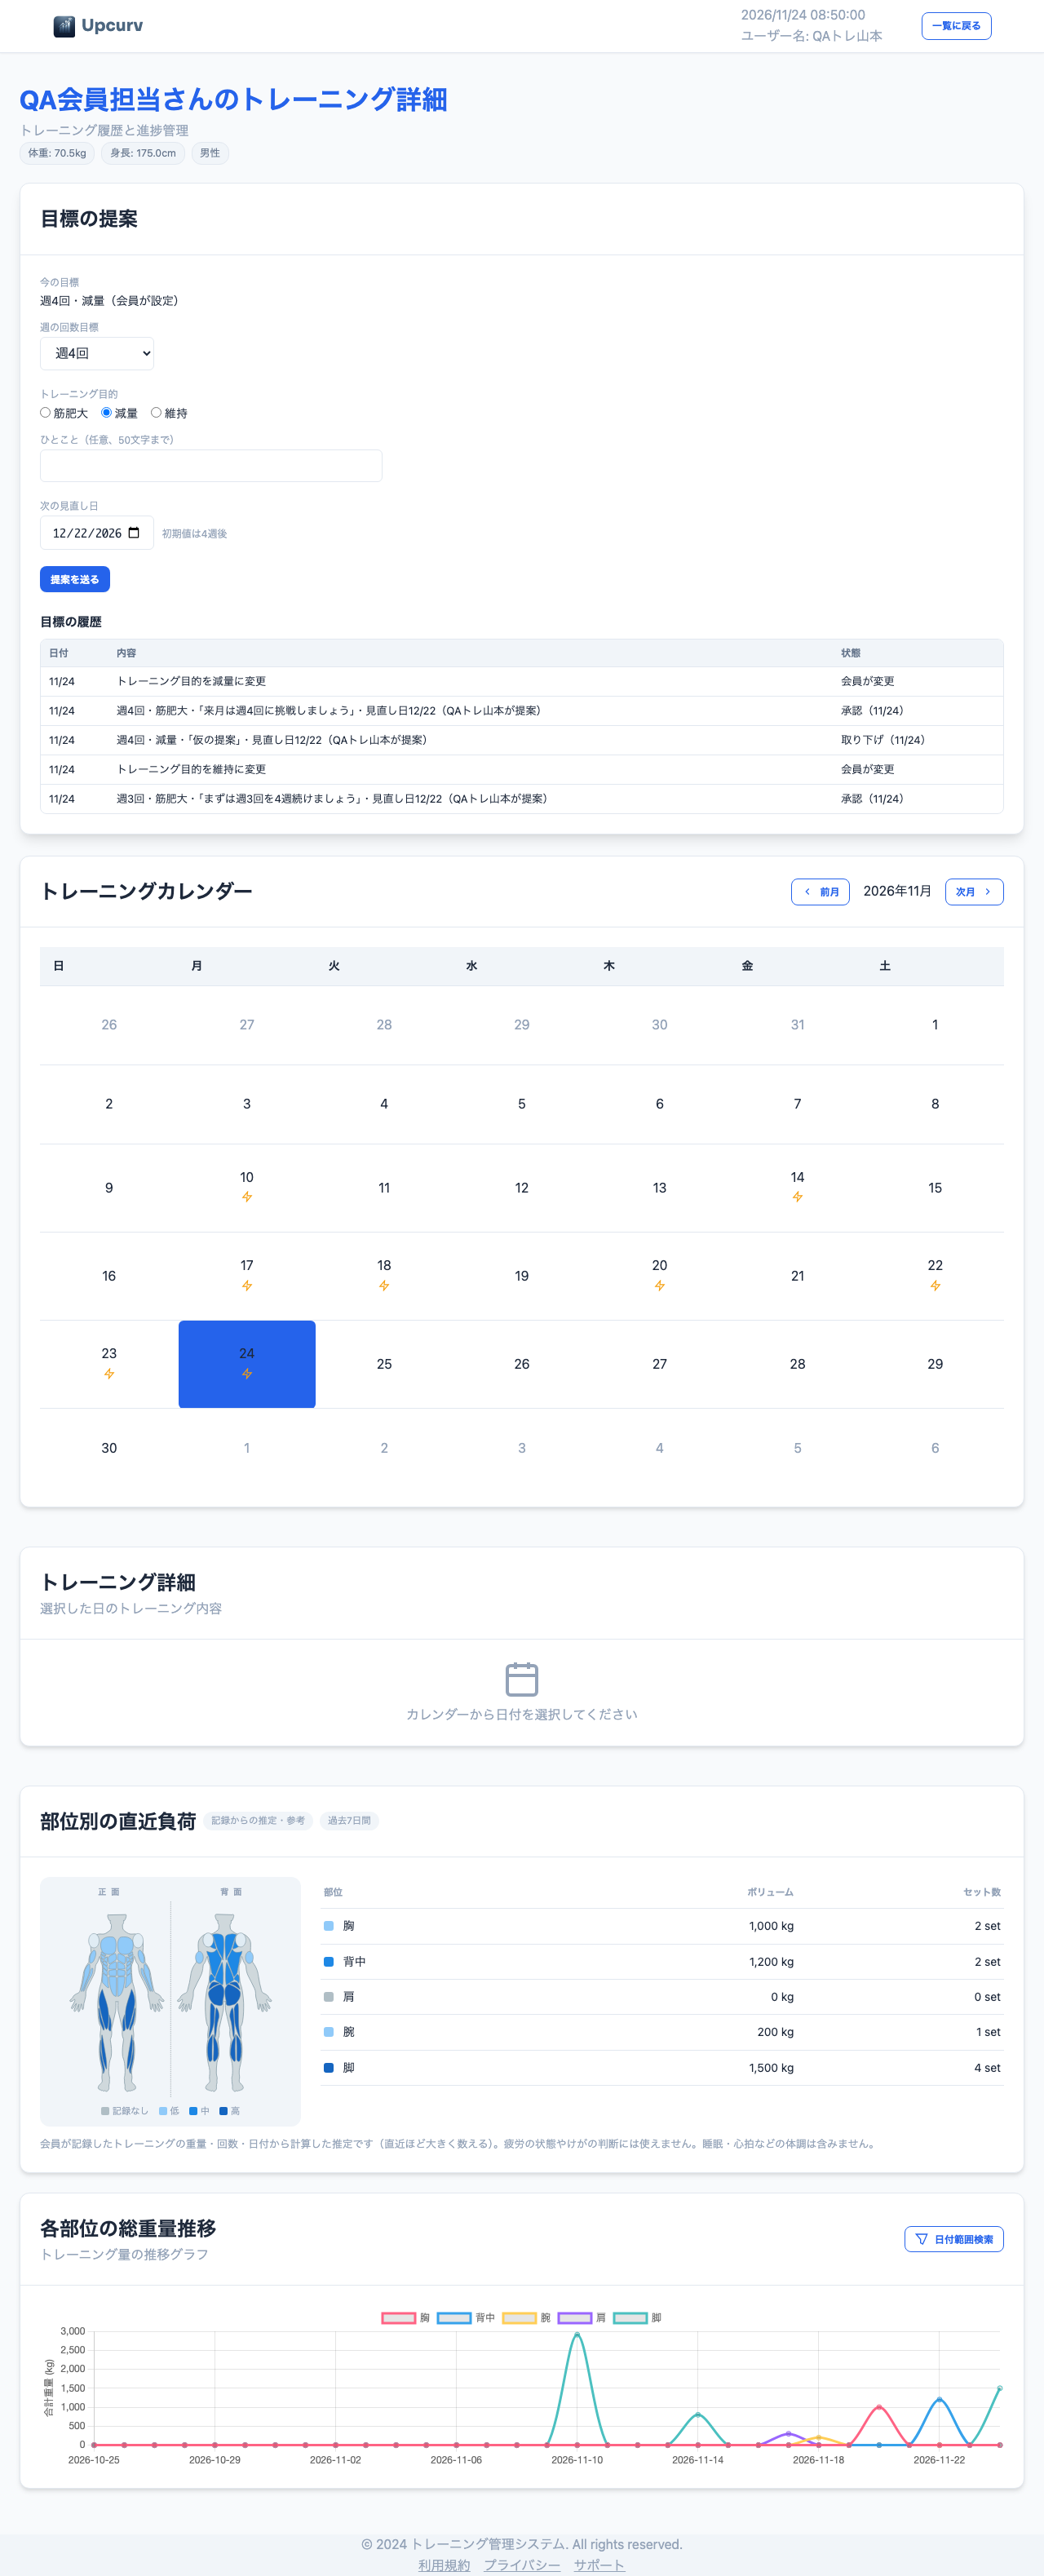 Upcurv
2026/11/24 08:50:00
ユーザー名: QAトレ山本
一覧に戻る
QA会員担当さんのトレーニング詳細
トレーニング履歴と進捗管理
体重: 70.5kg 身長: 175.0cm 男性
目標の提案
今の目標
週4回・減量（会員が設定）
週の回数目標
週4回
トレーニング目的
筋肥大 減量 維持
ひとこと（任意、50文字まで）
次の見直し日
12/22/2026 初期値は4週後
提案を送る
目標の履歴
日付 内容 状態
11/24 トレーニング目的を減量に変更 会員が変更
11/24 週4回・筋肥大・「来月は週4回に挑戦しましょう」・見直し日12/22（QAトレ山本が提案） 承認（11/24）
11/24 週4回・減量・「仮の提案」・見直し日12/22（QAトレ山本が提案） 取り下げ（11/24）
11/24 トレーニング目的を維持に変更 会員が変更
11/24 週3回・筋肥大・「まずは週3回を4週続けましょう」・見直し日12/22（QAトレ山本が提案） 承認（11/24）
トレーニングカレンダー
前月 2026年11月 次月
日 月 火 水 木 金 土
26 27 28 29 30 31 1
2 3 4 5 6 7 8
9 10 11 12 13 14 15
16 17 18 19 20 21 22
23 24 25 26 27 28 29
30 1 2 3 4 5 6
トレーニング詳細
選択した日のトレーニング内容
カレンダーから日付を選択してください
部位別の直近負荷 記録からの推定・参考 過去7日間
正面 背面
記録なし 低 中 高
部位 ボリューム セット数
胸 1,000 kg 2 set
背中 1,200 kg 2 set
肩 0 kg 0 set
腕 200 kg 1 set
脚 1,500 kg 4 set
会員が記録したトレーニングの重量・回数・日付から計算した推定です（直近ほど大きく数える）。疲労の状態やけがの判断には使えません。睡眠・心拍などの体調は含みません。
各部位の総重量推移
トレーニング量の推移グラフ
日付範囲検索
胸 背中 腕 肩 脚
合計重量 (kg)
3,000
2,500
2,000
1,500
1,000
500
0
2026-10-25 2026-10-29 2026-11-02 2026-11-06 2026-11-10 2026-11-14 2026-11-18 2026-11-22
© 2024 トレーニング管理システム. All rights reserved.
利用規約 プライバシー サポート